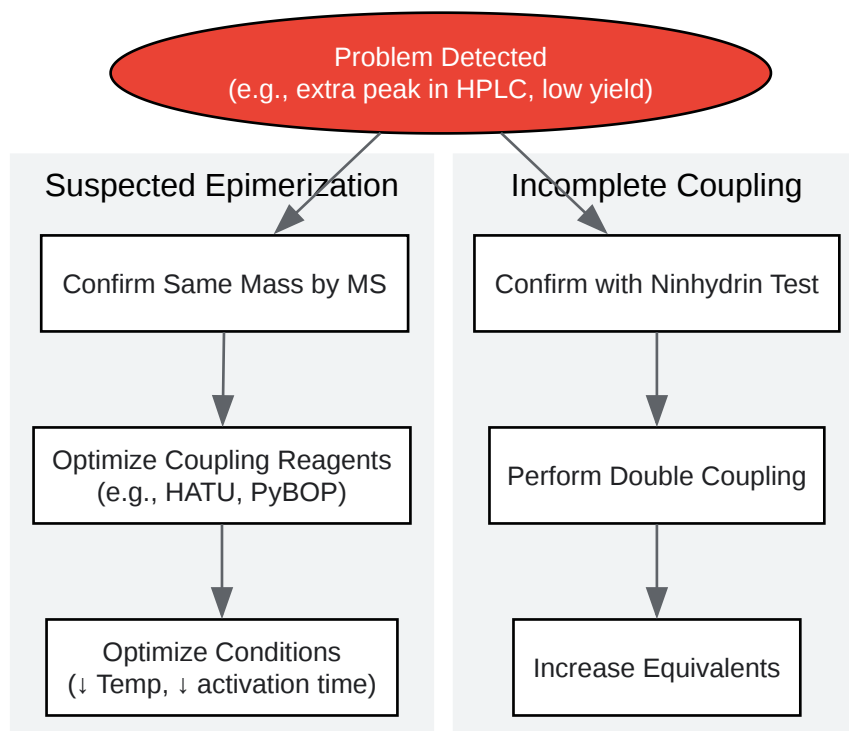 Problem Detected
(e.g., extra peak in HPLC, low yield)
Suspected Epimerization
Confirm Same Mass by MS
Optimize Coupling Reagents
(e.g., HATU, PyBOP)
Optimize Conditions
(↓ Temp, ↓ activation time)
Incomplete Coupling
Confirm with Ninhydrin Test
Perform Double Coupling
Increase Equivalents